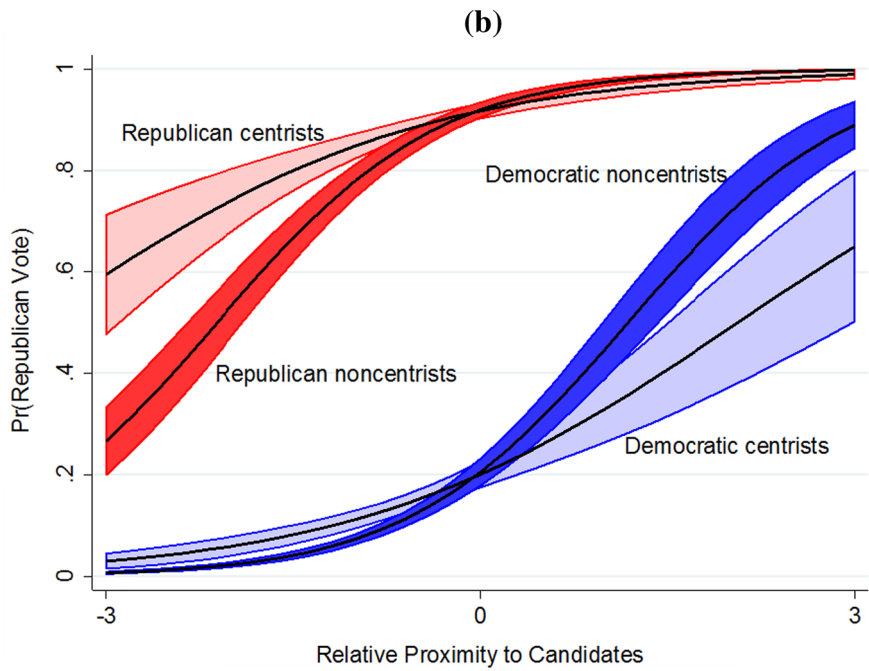 (b)
Pr(Republican Vote)
1
.8
.6
.4
.2
0
Republican centrists
Democratic noncentrists
Republican noncentrists
Democratic centrists
-3 0 3
Relative Proximity to Candidates